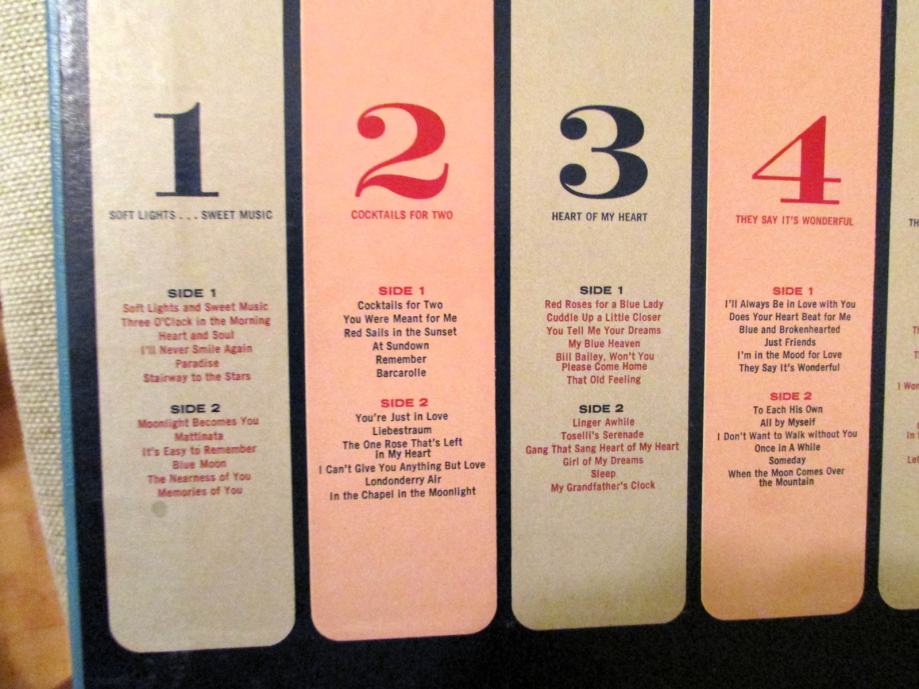 1
SOFT LIGHTS . . . SWEET MUSIC
SIDE 1
Soft Lights and Sweet Music
Three O'Clock in the Morning
Heart and Soul
I'll Never Smile Again
Paradise
Stairway to the Stars
SIDE 2
Moonlight Becomes You
Mattinata
It's Easy to Remember
Blue Moon
The Nearness of You
Memories of You
2
COCKTAILS FOR TWO
SIDE 1
Cocktails for Two
You Were Meant for Me
Red Sails in the Sunset
At Sundown
Remember
Barcarolle
SIDE 2
You're Just in Love
Liebestraum
The One Rose That's Left
in My Heart
I Can't Give You Anything But Love
Londonderry Air
In the Chapel in the Moonlight
3
HEART OF MY HEART
SIDE 1
Red Roses for a Blue Lady
Cuddle Up a Little Closer
You Tell Me Your Dreams
My Blue Heaven
Bill Bailey, Won't You
Please Come Home
That Old Feeling
SIDE 2
Linger Awhile
Toselli's Serenade
Gang That Sang Heart of My Heart
Girl of My Dreams
Sleep
My Grandfather's Clock
4
THEY SAY IT'S WONDERFUL
SIDE 1
I'll Always Be in Love with You
Does Your Heart Beat for Me
Blue and Brokenhearted
Just Friends
I'm in the Mood for Love
They Say It's Wonderful
SIDE 2
To Each His Own
All by Myself
I Don't Want to Walk without You
Once in A While
Someday
When the Moon Comes Over
the Mountain